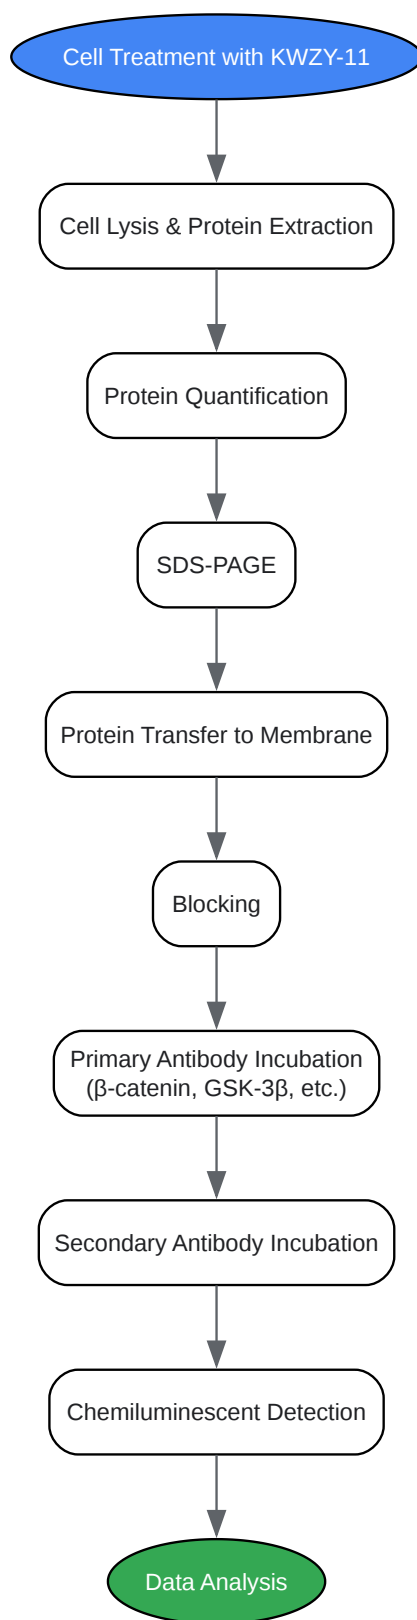 Cell Treatment with KWZY-11
Cell Lysis & Protein Extraction
Protein Quantification
SDS-PAGE
Protein Transfer to Membrane
Blocking
Primary Antibody Incubation
(β-catenin, GSK-3β, etc.)
Secondary Antibody Incubation
Chemiluminescent Detection
Data Analysis